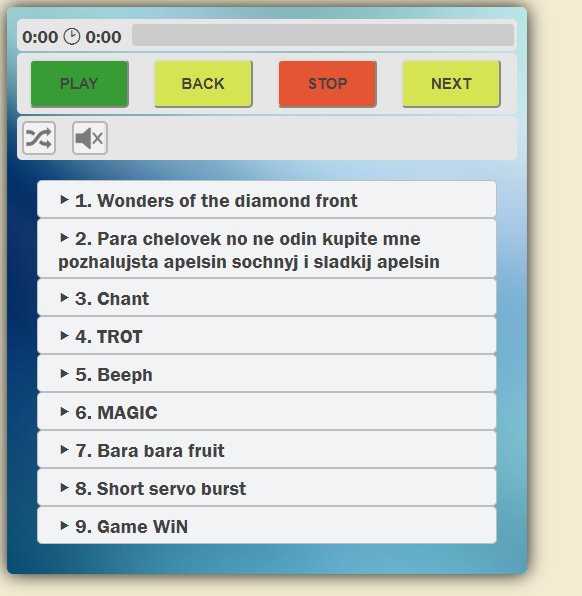 0:00 0:00
PLAY BACK STOP NEXT
1. Wonders of the diamond front
2. Para chelovek no ne odin kupite mne
pozhalujsta apelsin sochnyj i sladkij apelsin
3. Chant
4. TROT
5. Beeph
6. MAGIC
7. Bara bara fruit
8. Short servo burst
9. Game WiN